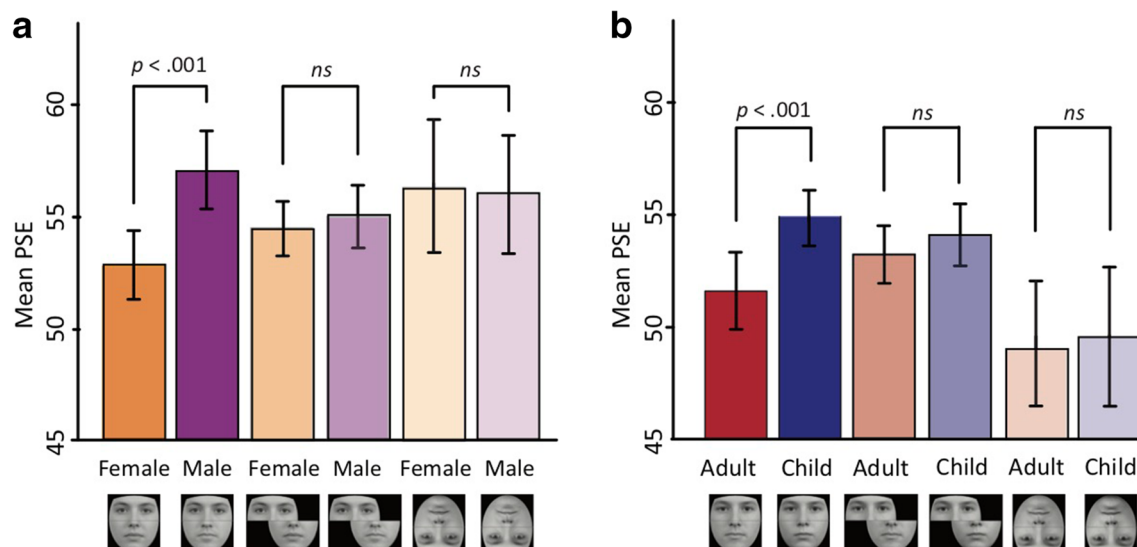 a
p < .001
ns
ns
Mean PSE
60
55
50
45
Female Male Female Male Female Male
b
p < .001
ns
ns
Mean PSE
60
55
50
45
Adult Child Adult Child Adult Child